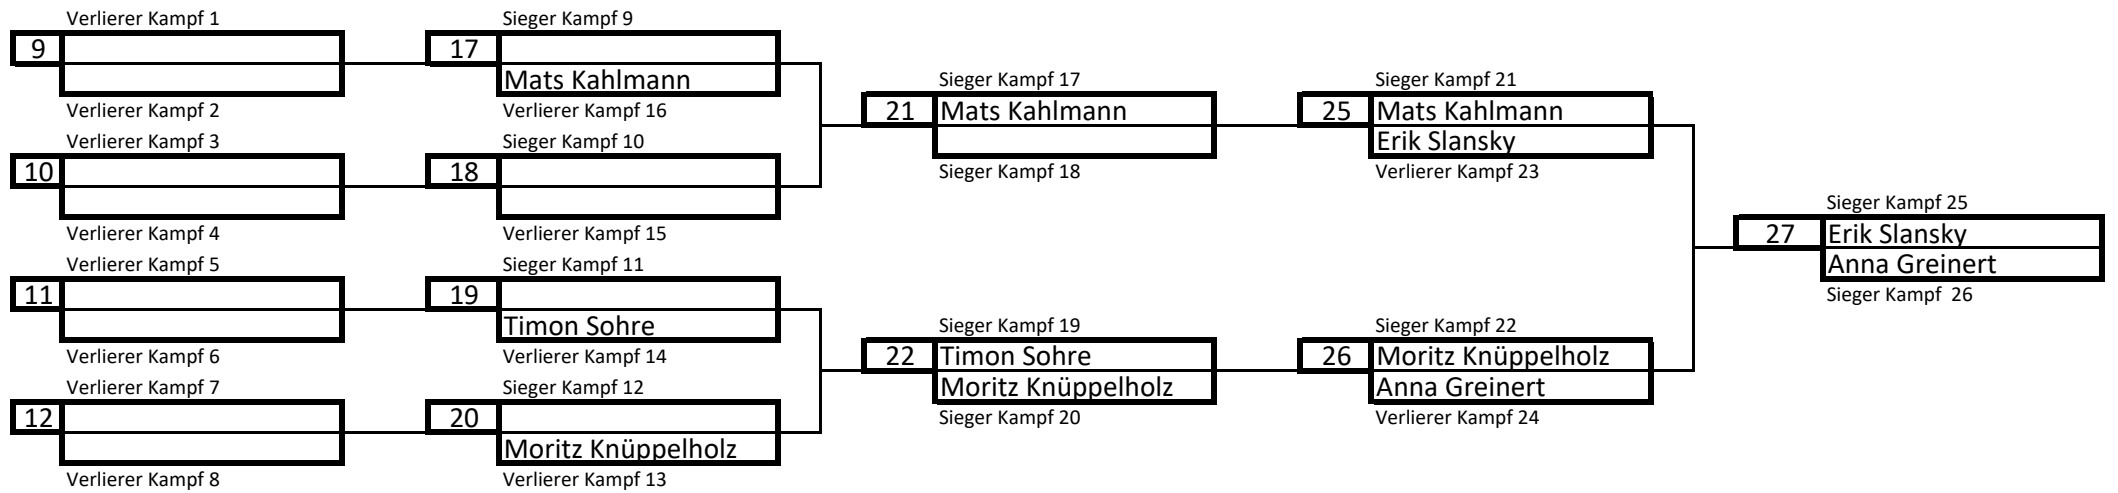 Verlierer Kampf 1
9
Verlierer Kampf 2
Verlierer Kampf 3
10
Verlierer Kampf 4
Verlierer Kampf 5
11
Verlierer Kampf 6
Verlierer Kampf 7
12
Verlierer Kampf 8
Sieger Kampf 9
17
Mats Kahlmann
Verlierer Kampf 16
Sieger Kampf 10
18
Verlierer Kampf 15
Sieger Kampf 11
19
Timon Sohre
Verlierer Kampf 14
Sieger Kampf 12
20
Moritz Knüppelholz
Verlierer Kampf 13
Sieger Kampf 17
21 Mats Kahlmann
Sieger Kampf 18
Sieger Kampf 19
22 Timon Sohre
Moritz Knüppelholz
Sieger Kampf 20
Sieger Kampf 21
25 Mats Kahlmann
Erik Slansky
Verlierer Kampf 23
Sieger Kampf 22
26 Moritz Knüppelholz
Anna Greinert
Verlierer Kampf 24
Sieger Kampf 25
27 Erik Slansky
Anna Greinert
Sieger Kampf 26